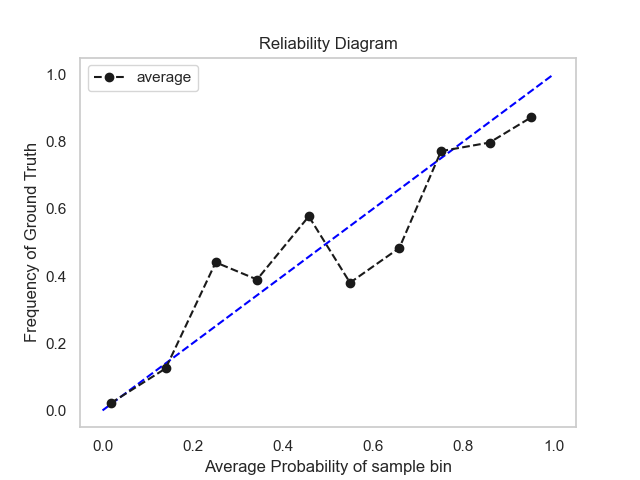 Reliability Diagram
average
Frequency of Ground Truth
1.0
0.8
0.6
0.4
0.2
0.0
0.0 0.2 0.4 0.6 0.8 1.0
Average Probability of sample bin